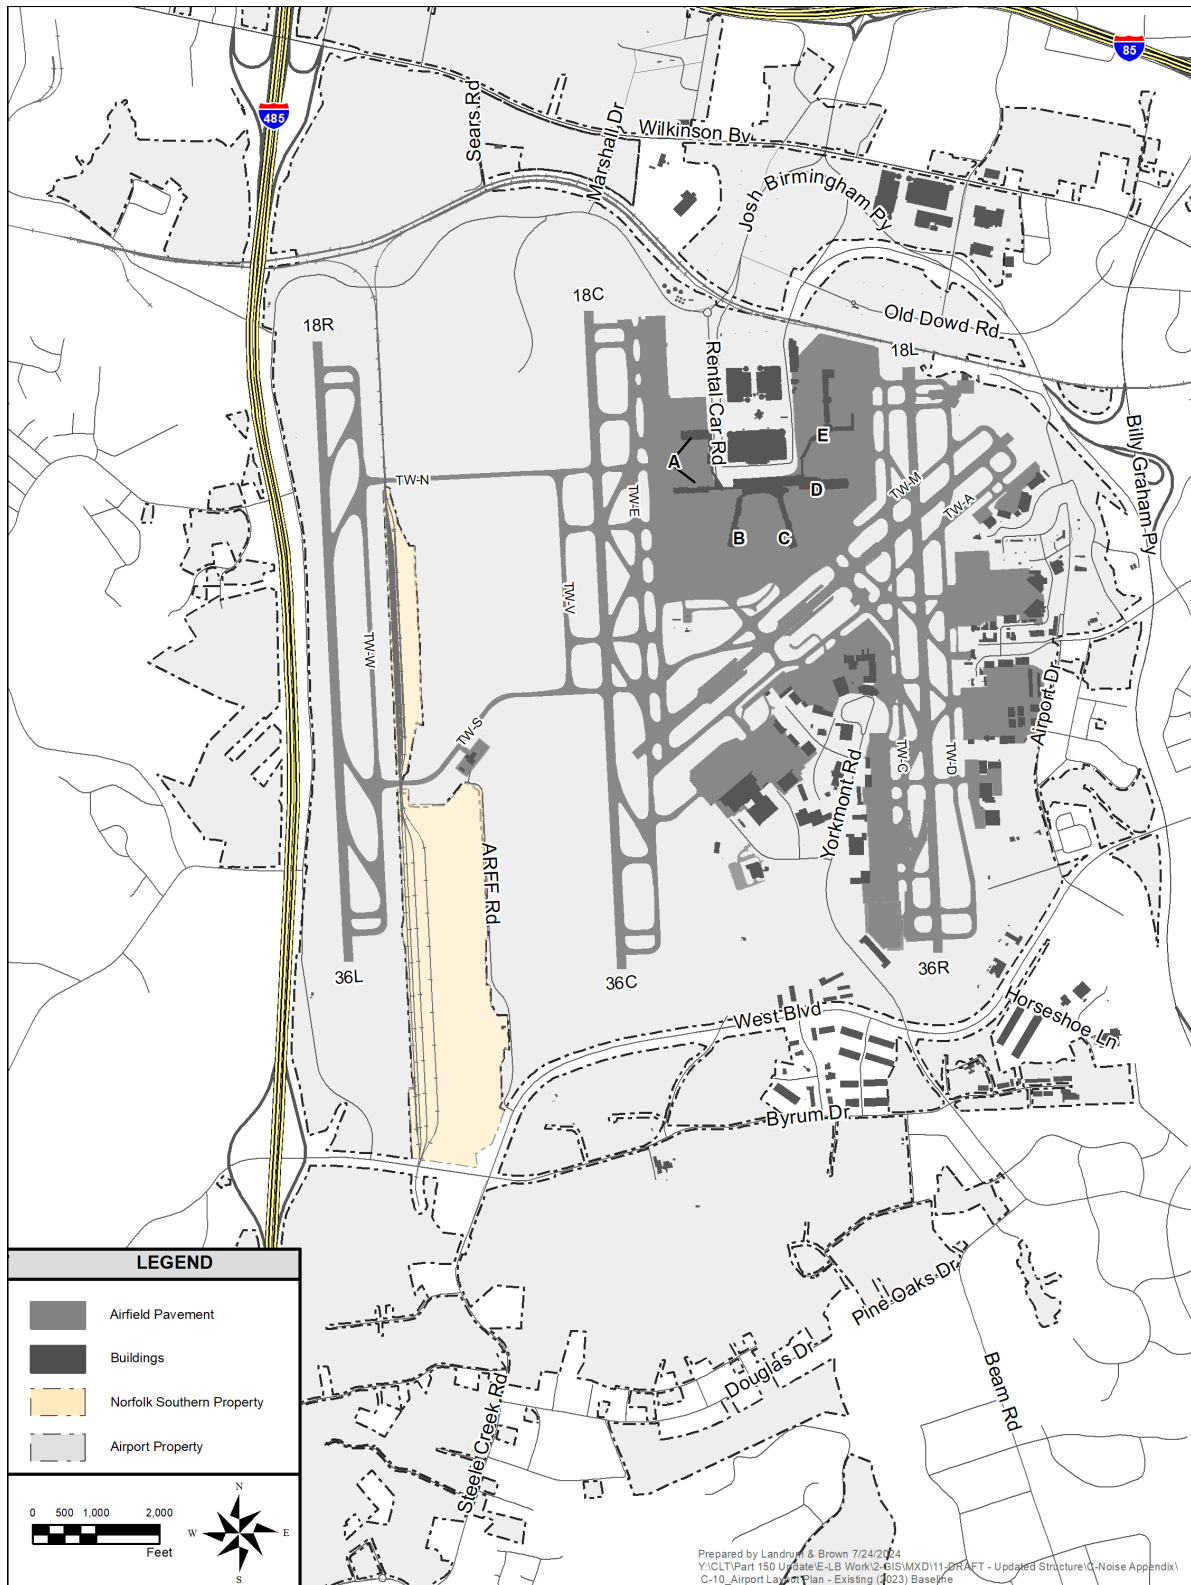 85
485
Sears Rd
Marshall Dr
Wilkinson Bv
Josh Birmingham Py
Old Dowd Rd
18R
18C
18L
Rental Car Rd
Billy Graham Py
A
E
D
B
C
TW-N
TW-E
TW-M
TW-A
TW-V
TW-W
TW-S
TW-C
TW-D
Airport Dr
Yorkmont Rd
ARFF Rd
36L
36C
36R
West Blvd
Horseshoe Ln
Byrum Dr
Pine Oaks Dr
Douglas Dr
Beam Rd
Steele Creek Rd
LEGEND
Airfield Pavement
Buildings
Norfolk Southern Property
Airport Property
0 500 1,000 2,000
Feet
N
W E
S
Prepared by Landrum & Brown 7/24/2024
Y:\CLT\Part 150 Update\E-LB Work\2-GIS\MXD\11-DRAFT - Updated Structure\C-Noise Appendix\
C-10_Airport Layout Plan - Existing (2023) Baseline